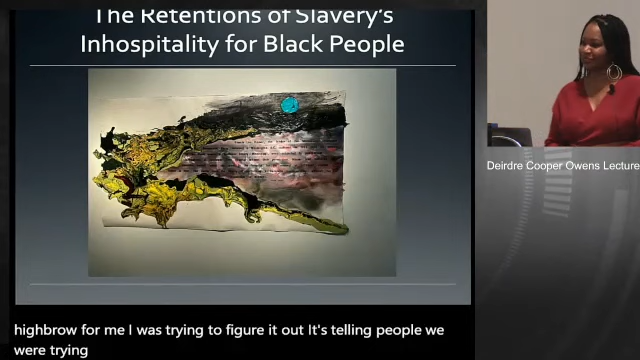 The Retentions of Slavery's
Inhospitality for Black People
Deirdre Cooper Owens Lecture
highbrow for me I was trying to figure it out It's telling people we
were trying